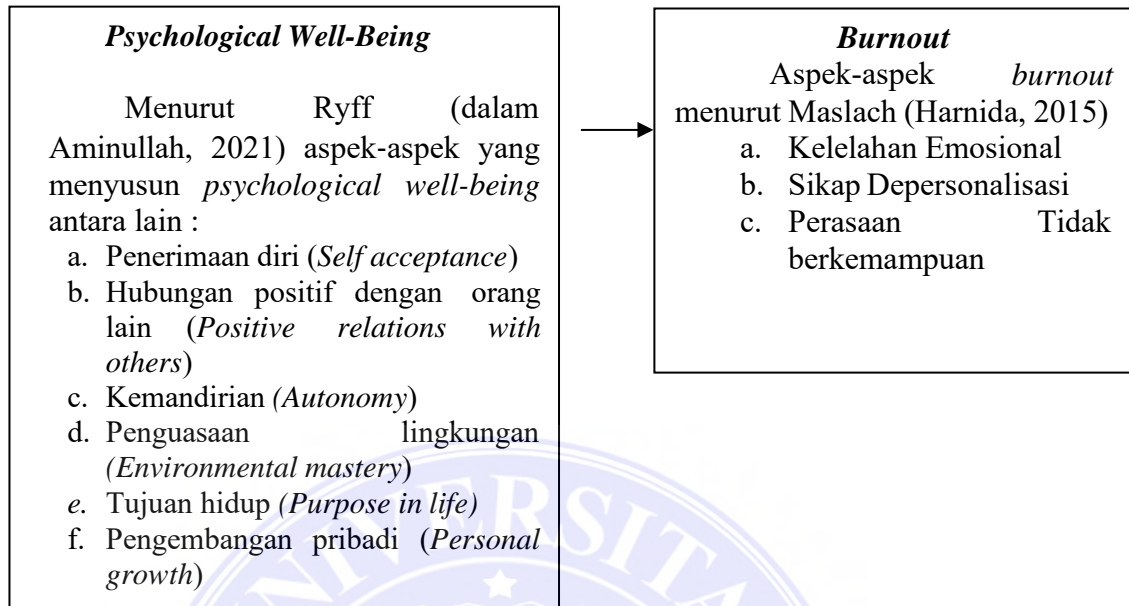 Psychological Well-Being
Menurut Ryff (dalam
Aminullah, 2021) aspek-aspek yang
menyusun psychological well-being
antara lain :
a. Penerimaan diri (Self acceptance)
b. Hubungan positif dengan orang
lain (Positive relations with
others)
c. Kemandirian (Autonomy)
d. Penguasaan lingkungan
(Environmental mastery)
e. Tujuan hidup (Purpose in life)
f. Pengembangan pribadi (Personal
growth)
Burnout
Aspek-aspek burnout
menurut Maslach (Harnida, 2015)
a. Kelelahan Emosional
b. Sikap Depersonalisasi
c. Perasaan Tidak
berkemampuan
UNIVERSITA